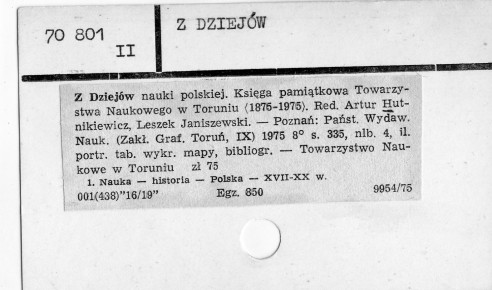 70 801
II
Z DZIEJÓW
Z Dziejów nauki polskiej. Księga pamiątkowa Towarzy-
stwa Naukowego w Toruniu (1875-1975). Red. Artur Hut-
nikiewicz, Leszek Janiszewski. — Poznań: Państ. Wydaw.
Nauk. (Zakł. Graf. Toruń, IX) 1975 8° s. 335, nlb. 4, il.
portr. tab. wykr. mapy, bibliogr. — Towarzystwo Nau-
kowe w Toruniu zł 75
1. Nauka — historia — Polska — XVII-XX w.
001(438)"16/19" Egz. 850 9954/75